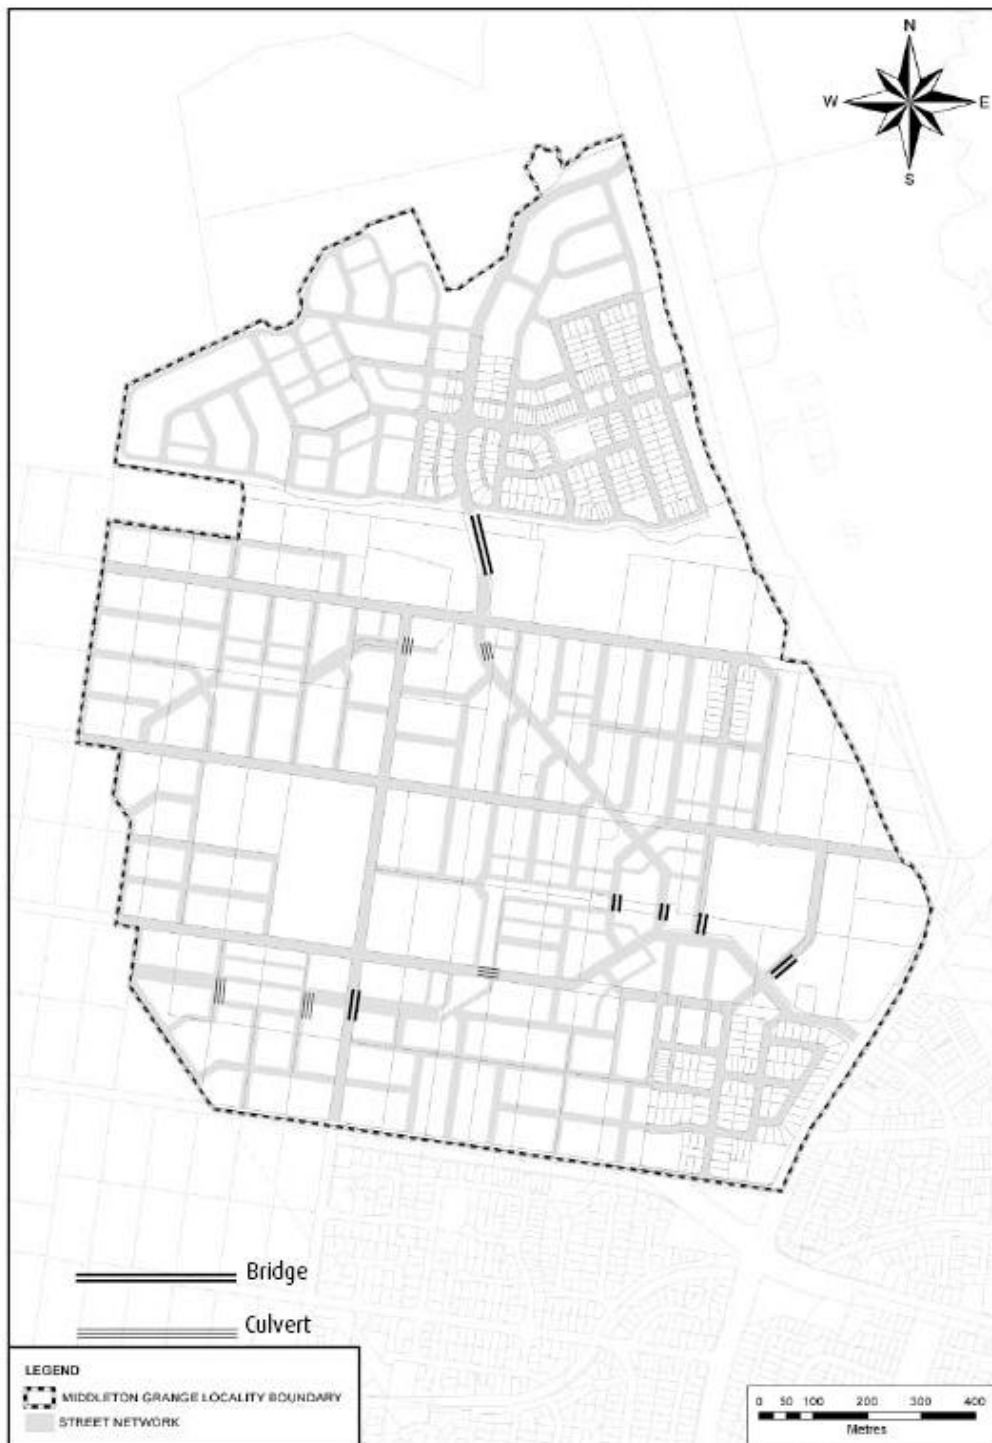 N
W E
S
Bridge
Culvert
LEGEND
MIDDLETON GRANGE LOCALITY BOUNDARY
STREET NETWORK
0 50 100 200 300 400
Metres